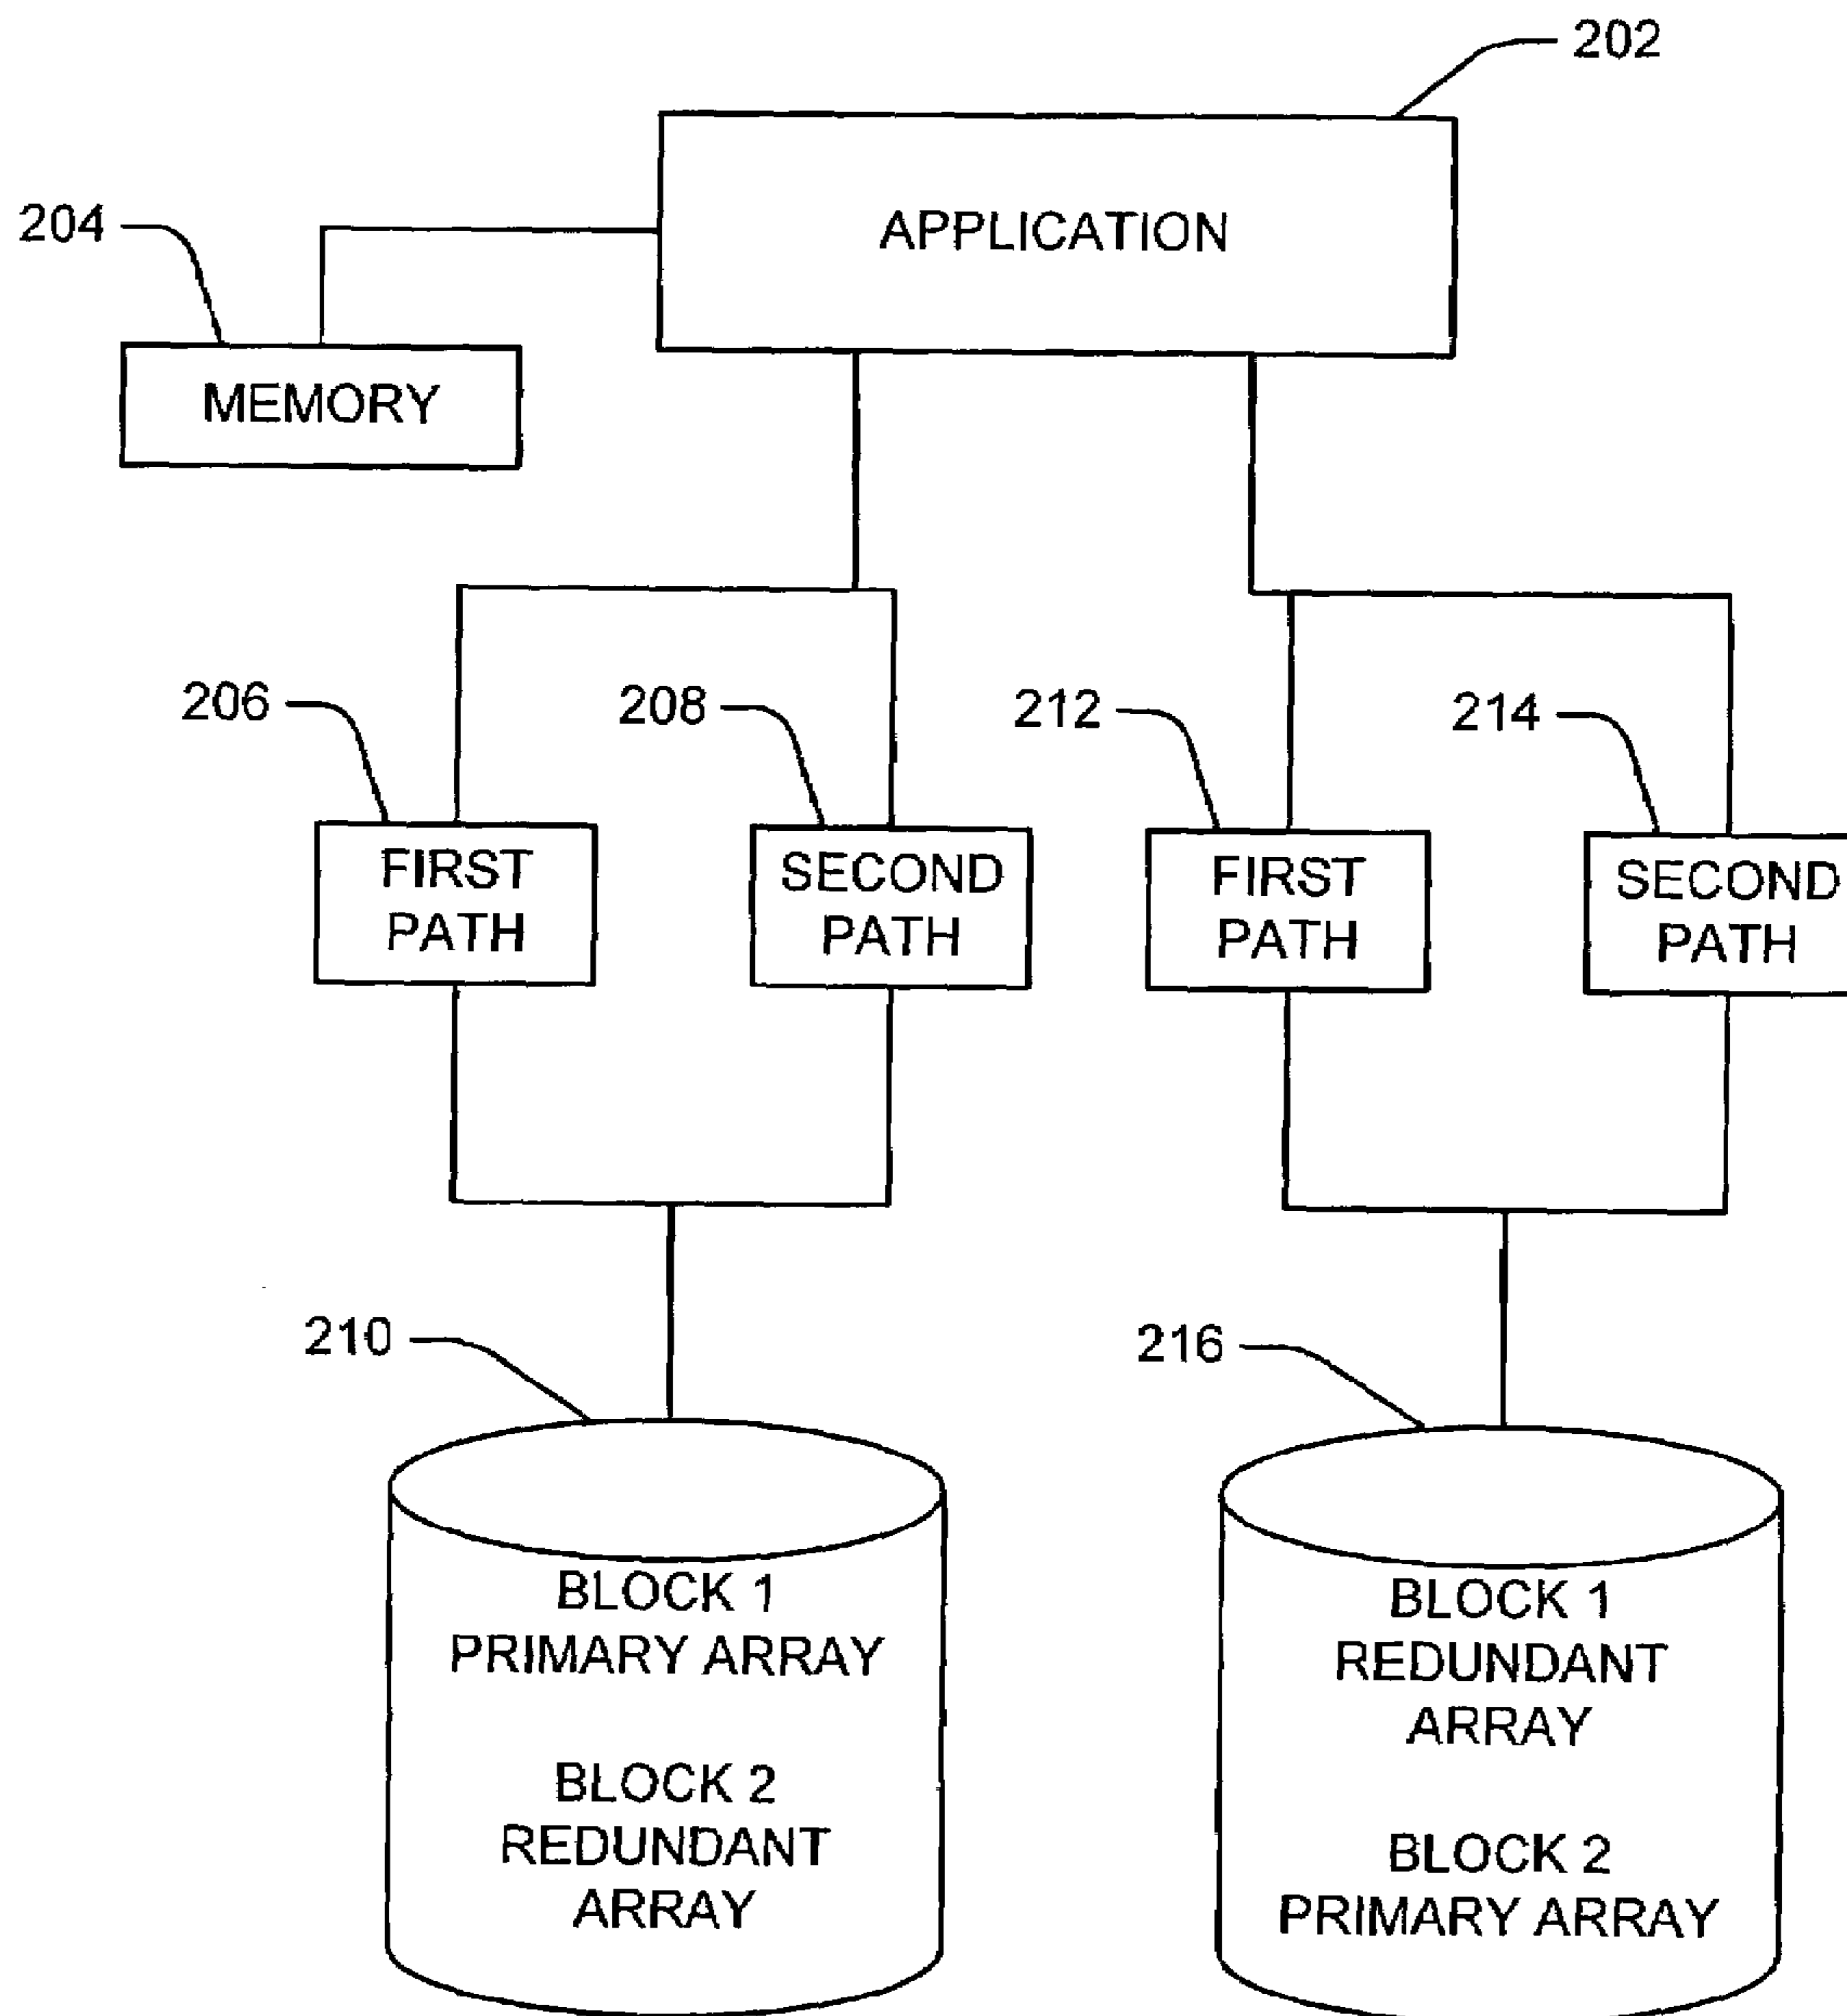 202
204
APPLICATION
MEMORY
206
208
212
214
FIRST
PATH
SECOND
PATH
FIRST
PATH
SECOND
PATH
210
216
BLOCK 1
PRIMARY ARRAY
BLOCK 2
REDUNDANT
ARRAY
BLOCK 1
REDUNDANT
ARRAY
BLOCK 2
PRIMARY ARRAY